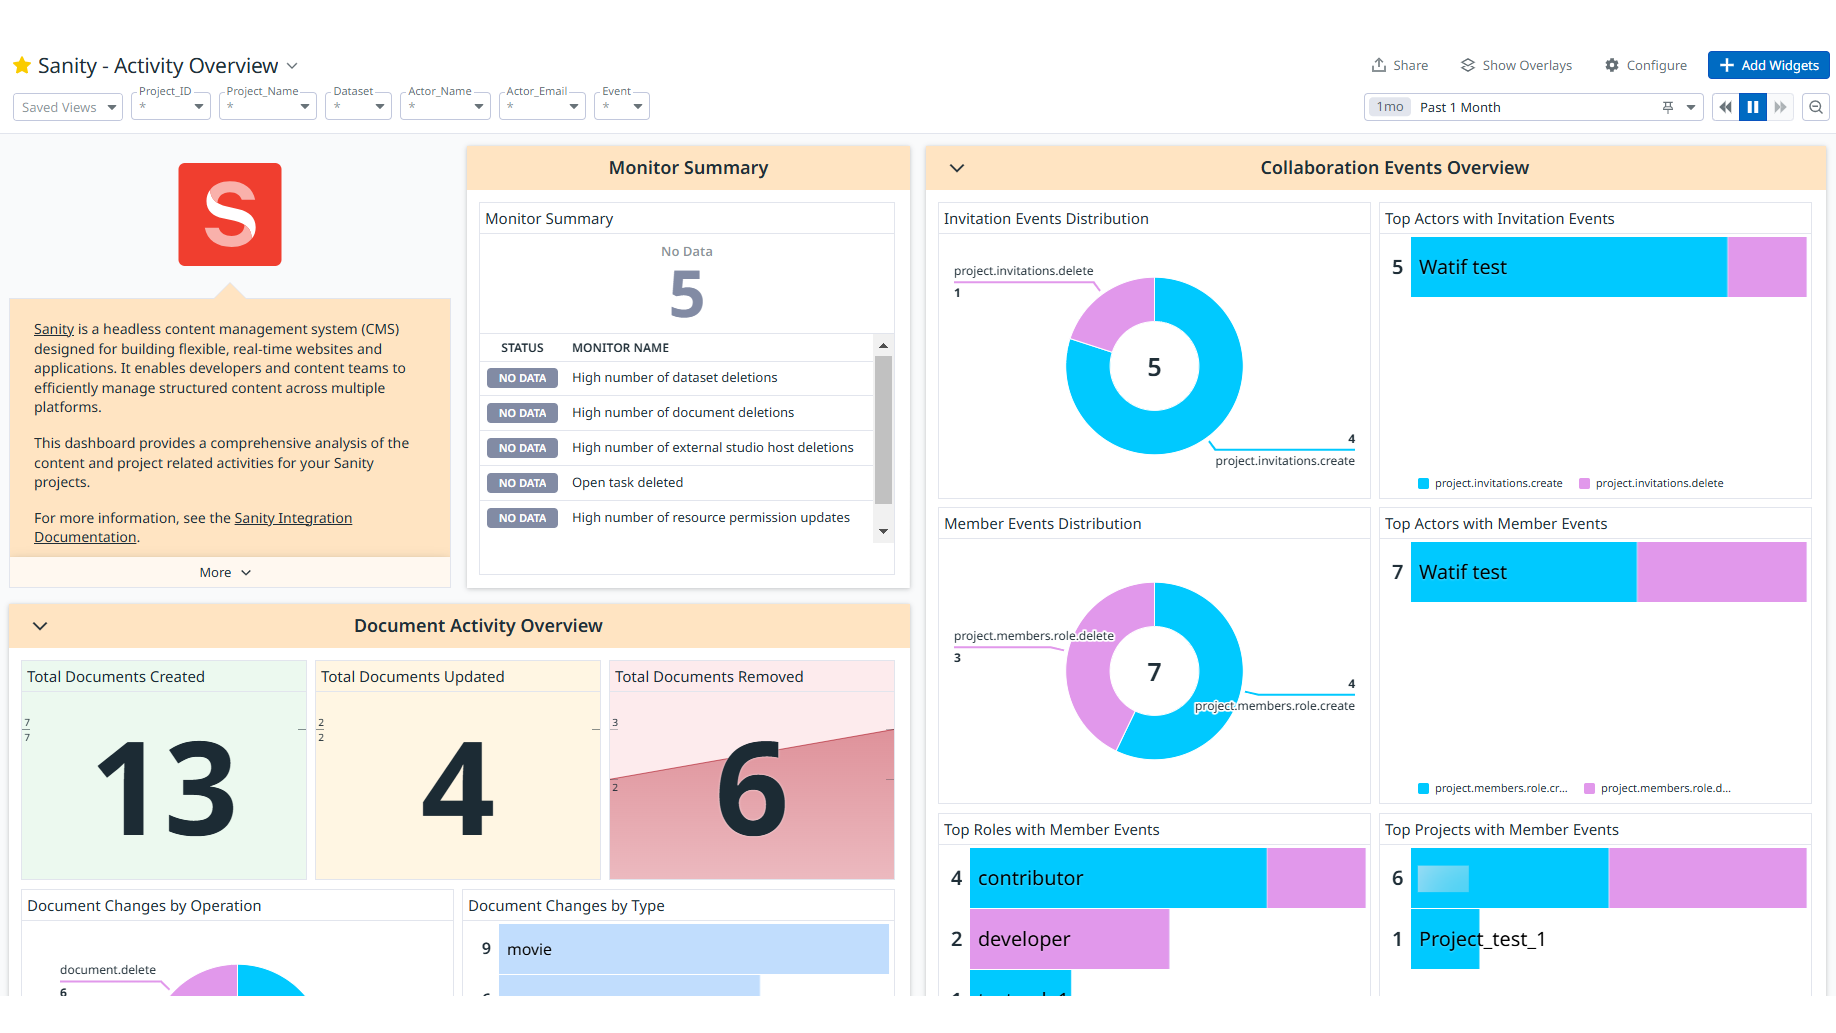 Sanity - Activity Overview
Share
Show Overlays
Configure
Add Widgets
Saved Views
Project_ID
*
Project_Name
*
Dataset
*
Actor_Name
*
Actor_Email
*
Event
*
1mo Past 1 Month
S
Sanity is a headless content management system (CMS)
designed for building flexible, real-time websites and
applications. It enables developers and content teams to
efficiently manage structured content across multiple
platforms.
This dashboard provides a comprehensive analysis of the
content and project related activities for your Sanity
projects.
For more information, see the Sanity Integration
Documentation.
More
Monitor Summary
Monitor Summary
No Data
5
STATUS MONITOR NAME
NO DATA High number of dataset deletions
NO DATA High number of document deletions
NO DATA High number of external studio host deletions
NO DATA Open task deleted
NO DATA High number of resource permission updates
Document Activity Overview
Total Documents Created
7
7
13
Total Documents Updated
2
2
4
Total Documents Removed
3
2
6
Document Changes by Operation
document.delete
6
Document Changes by Type
9 movie
Collaboration Events Overview
Invitation Events Distribution
project.invitations.delete
1
5
4
project.invitations.create
Top Actors with Invitation Events
5 Watif test
project.invitations.create project.invitations.delete
Member Events Distribution
project.members.role.delete
3
7
4
project.members.role.create
Top Actors with Member Events
7 Watif test
project.members.role.cr... project.members.role.d...
Top Roles with Member Events
4 contributor
2 developer
Top Projects with Member Events
6
1 Project_test_1